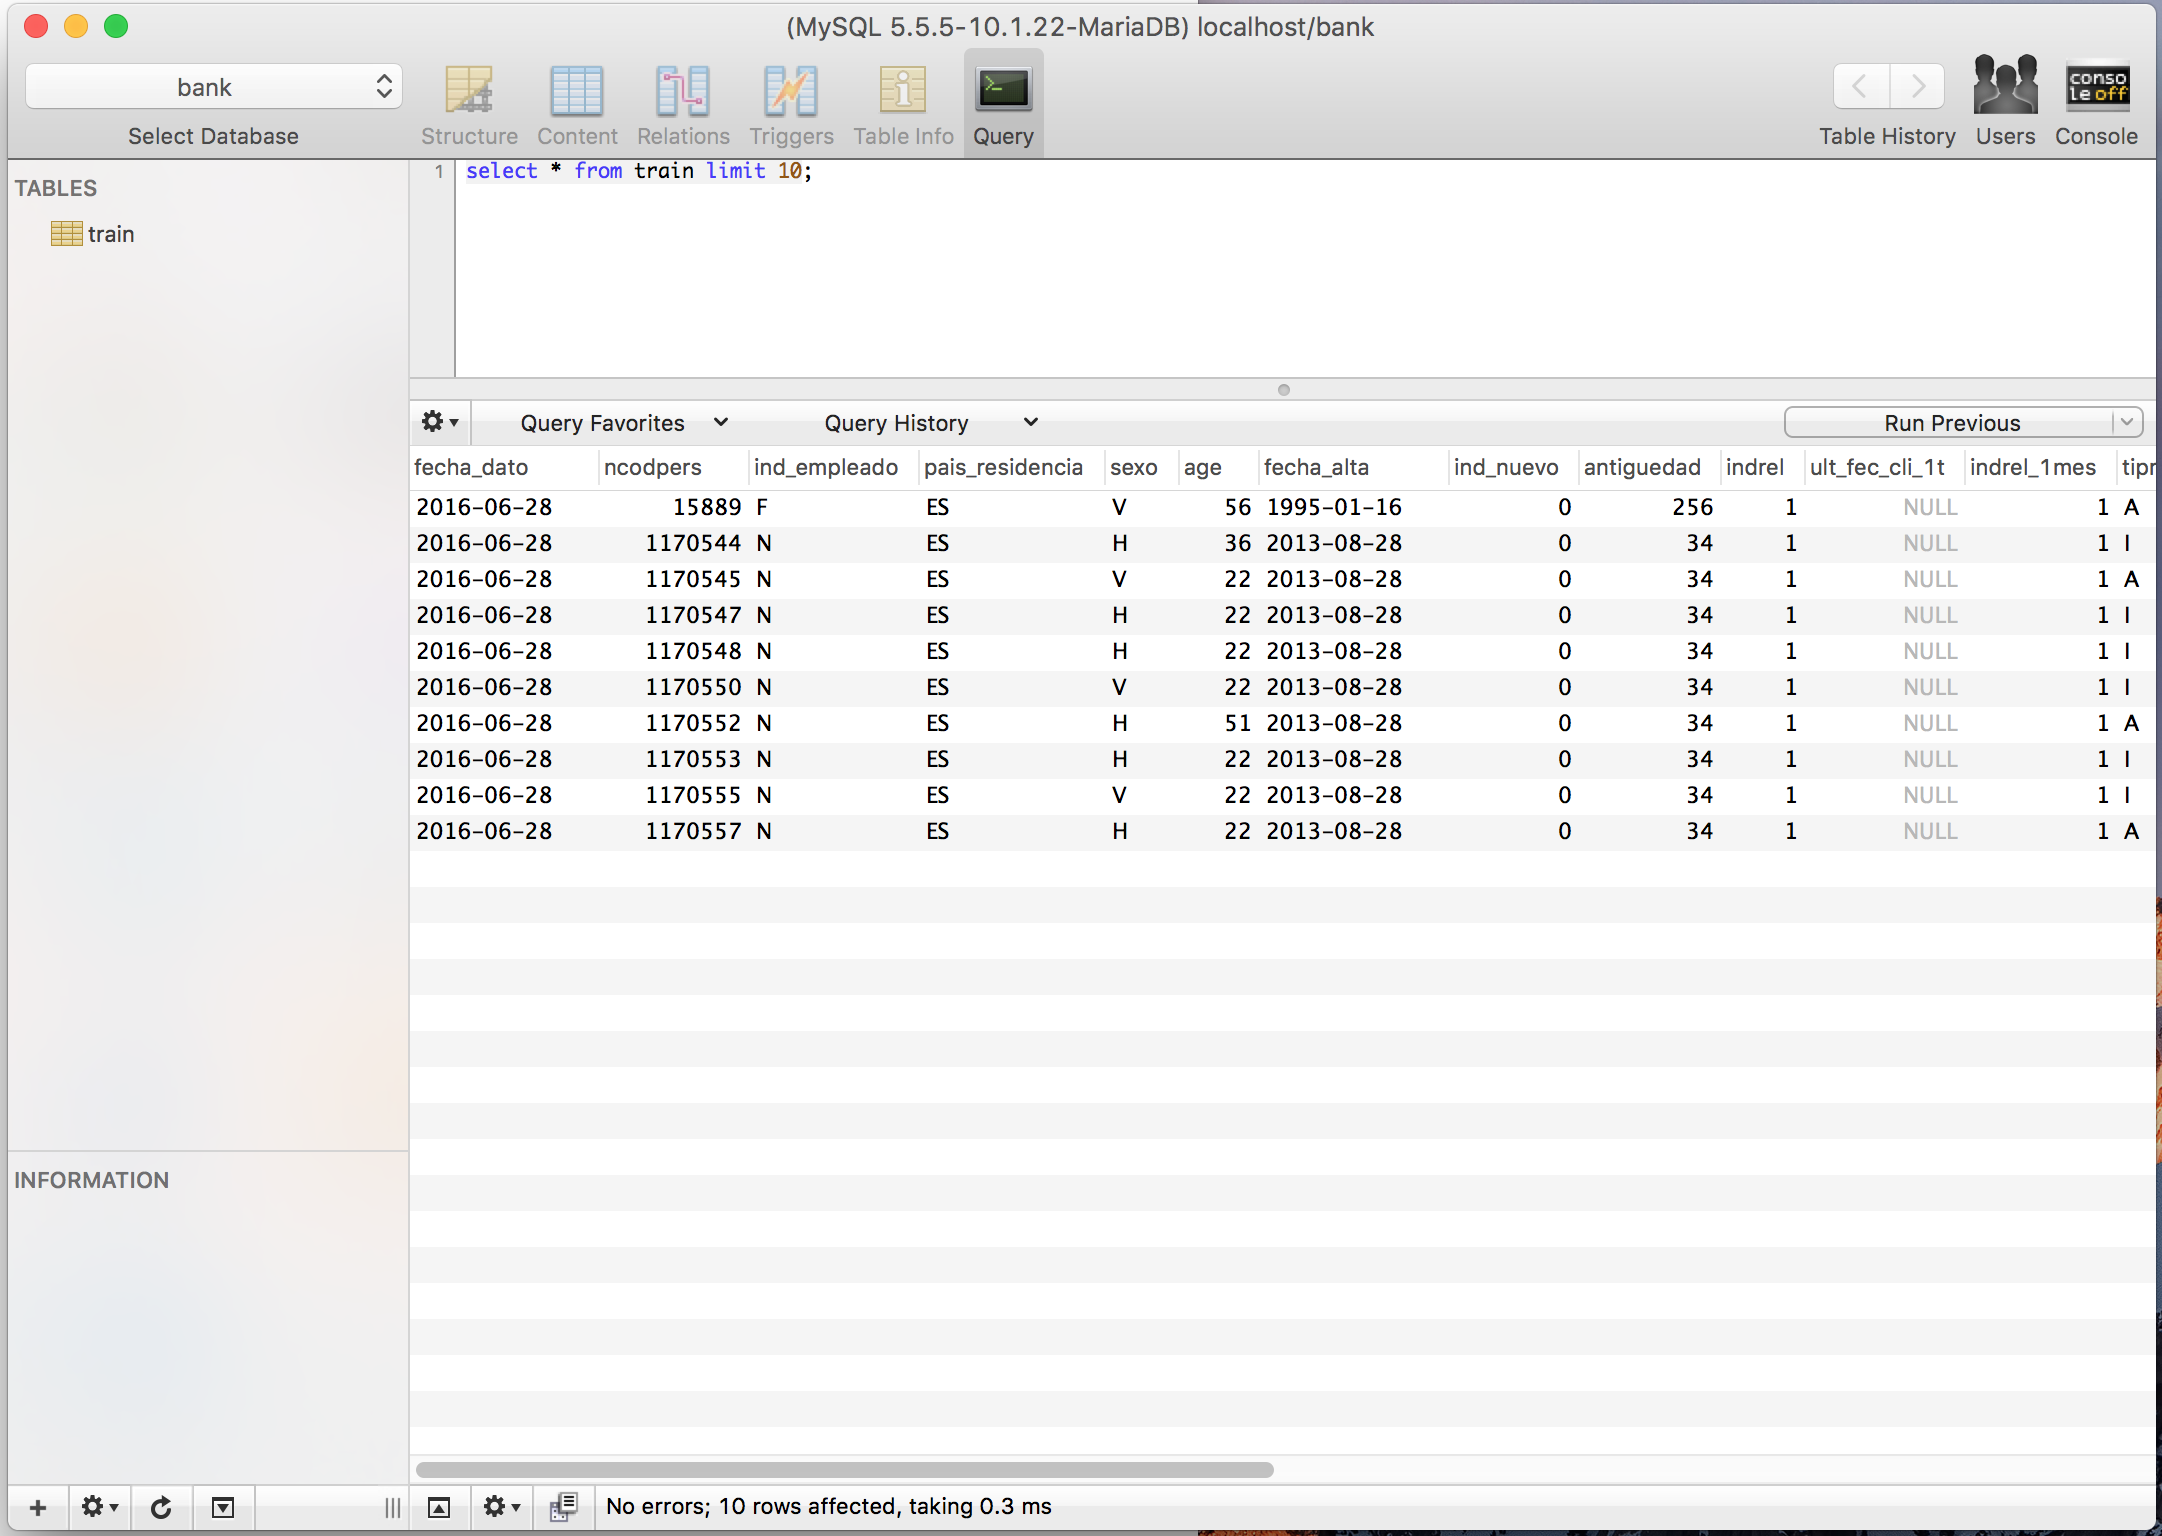 (MySQL 5.5.5-10.1.22-MariaDB) localhost/bank
bank
Select Database
Structure Content Relations Triggers Table Info Query
Table History Users Console
conso
le off
TABLES
train
1 select * from train limit 10;
Query Favorites Query History Run Previous
fecha_dato ncodpers ind_empleado pais_residencia sexo age fecha_alta ind_nuevo antiguedad indrel ult_fec_cli_1t indrel_1mes tipr
2016-06-28 15889 F ES V 56 1995-01-16 0 256 1 NULL 1 A
2016-06-28 1170544 N ES H 36 2013-08-28 0 34 1 NULL 1 I
2016-06-28 1170545 N ES V 22 2013-08-28 0 34 1 NULL 1 A
2016-06-28 1170547 N ES H 22 2013-08-28 0 34 1 NULL 1 I
2016-06-28 1170548 N ES H 22 2013-08-28 0 34 1 NULL 1 I
2016-06-28 1170550 N ES V 22 2013-08-28 0 34 1 NULL 1 I
2016-06-28 1170552 N ES H 51 2013-08-28 0 34 1 NULL 1 A
2016-06-28 1170553 N ES H 22 2013-08-28 0 34 1 NULL 1 I
2016-06-28 1170555 N ES V 22 2013-08-28 0 34 1 NULL 1 I
2016-06-28 1170557 N ES H 22 2013-08-28 0 34 1 NULL 1 A
INFORMATION
No errors; 10 rows affected, taking 0.3 ms